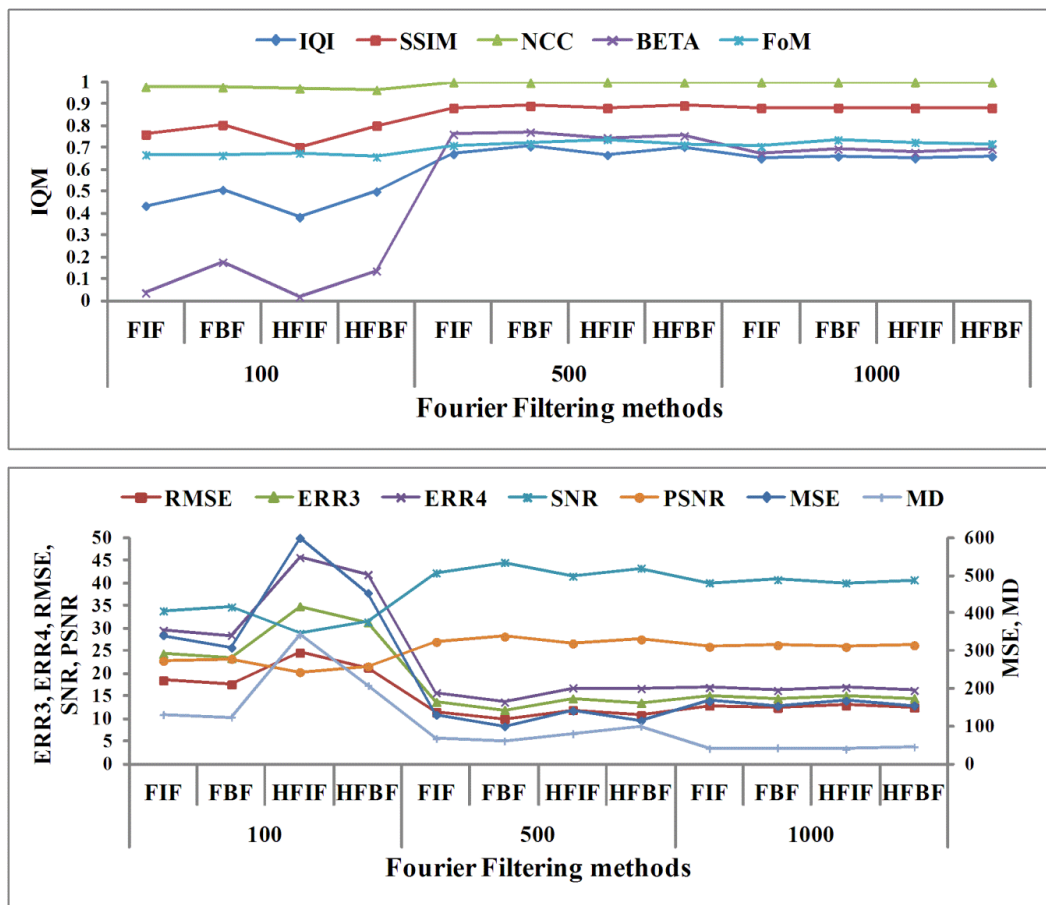 IQI SSIM NCC BETA FoM
1
0.9
0.8
0.7
0.6
0.5
0.4
0.3
0.2
0.1
0
IQM
FIF FBF HFIF HFBF FIF FBF HFIF HFBF FIF FBF HFIF HFBF
100 500 1000
Fourier Filtering methods
RMSE ERR3 ERR4 SNR PSNR MSE MD
50
45
40
35
30
25
20
15
10
5
0
ERR3, ERR4, RMSE,
SNR, PSNR
600
500
400
300
200
100
0
MSE, MD
FIF FBF HFIF HFBF FIF FBF HFIF HFBF FIF FBF HFIF HFBF
100 500 1000
Fourier Filtering methods